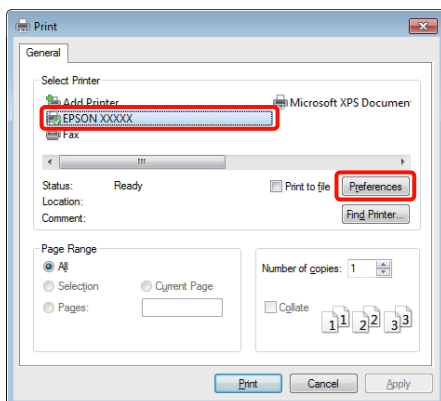 Print
General
Select Printer
Add Printer
Microsoft XPS Documen
EPSON XXXXX
Fax
Status: Ready
Print to file
Preferences
Location:
Comment:
Find Printer...
Page Range
All
Selection
Current Page
Pages:
Number of copies: 1
Collate
1 1 2 2 3 3
Print
Cancel
Apply